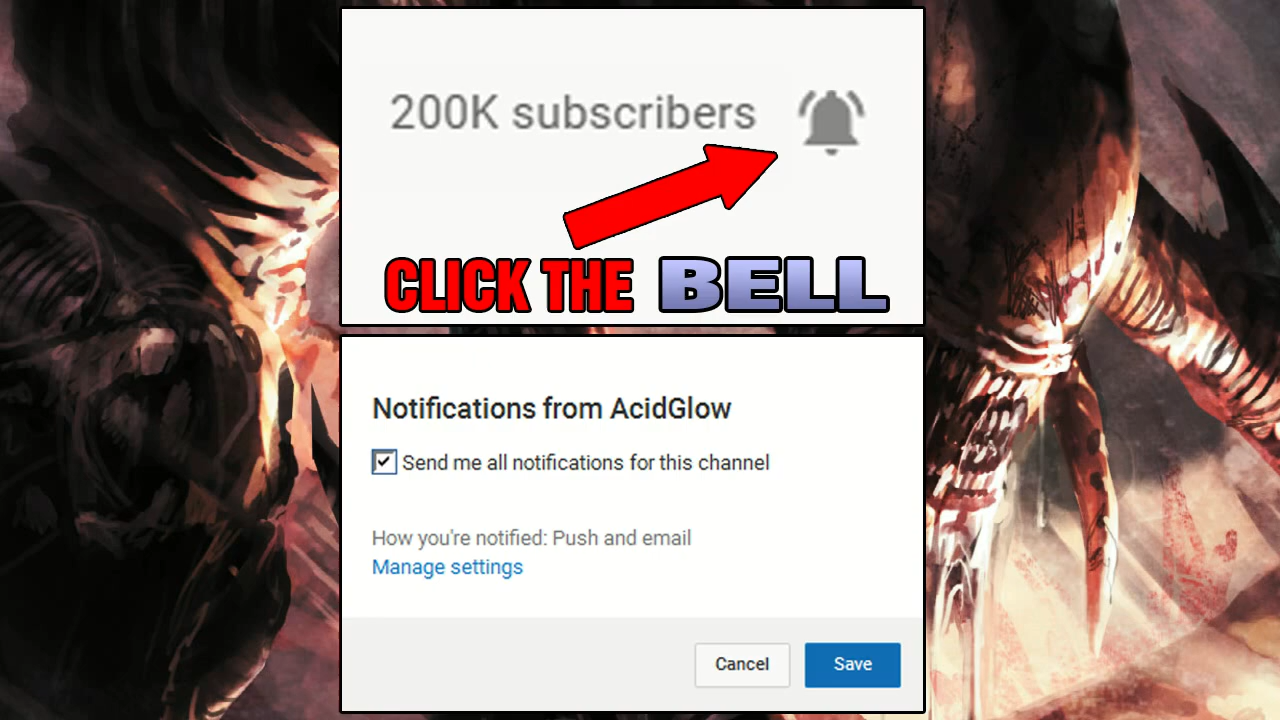 200K subscribers
CLICK THE BELL
Notifications from AcidGlow
Send me all notifications for this channel
How you're notified: Push and email
Manage settings
Cancel Save